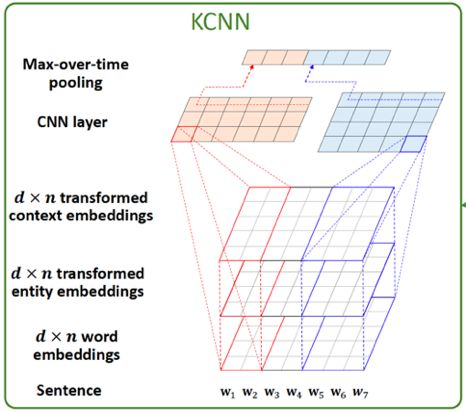 KCNN
Max-over-time
pooling
CNN layer
d × n transformed
context embeddings
d × n transformed
entity embeddings
d × n word
embeddings
Sentence w₁ w₂ w₃ w₄ w₅ w₆ w₇